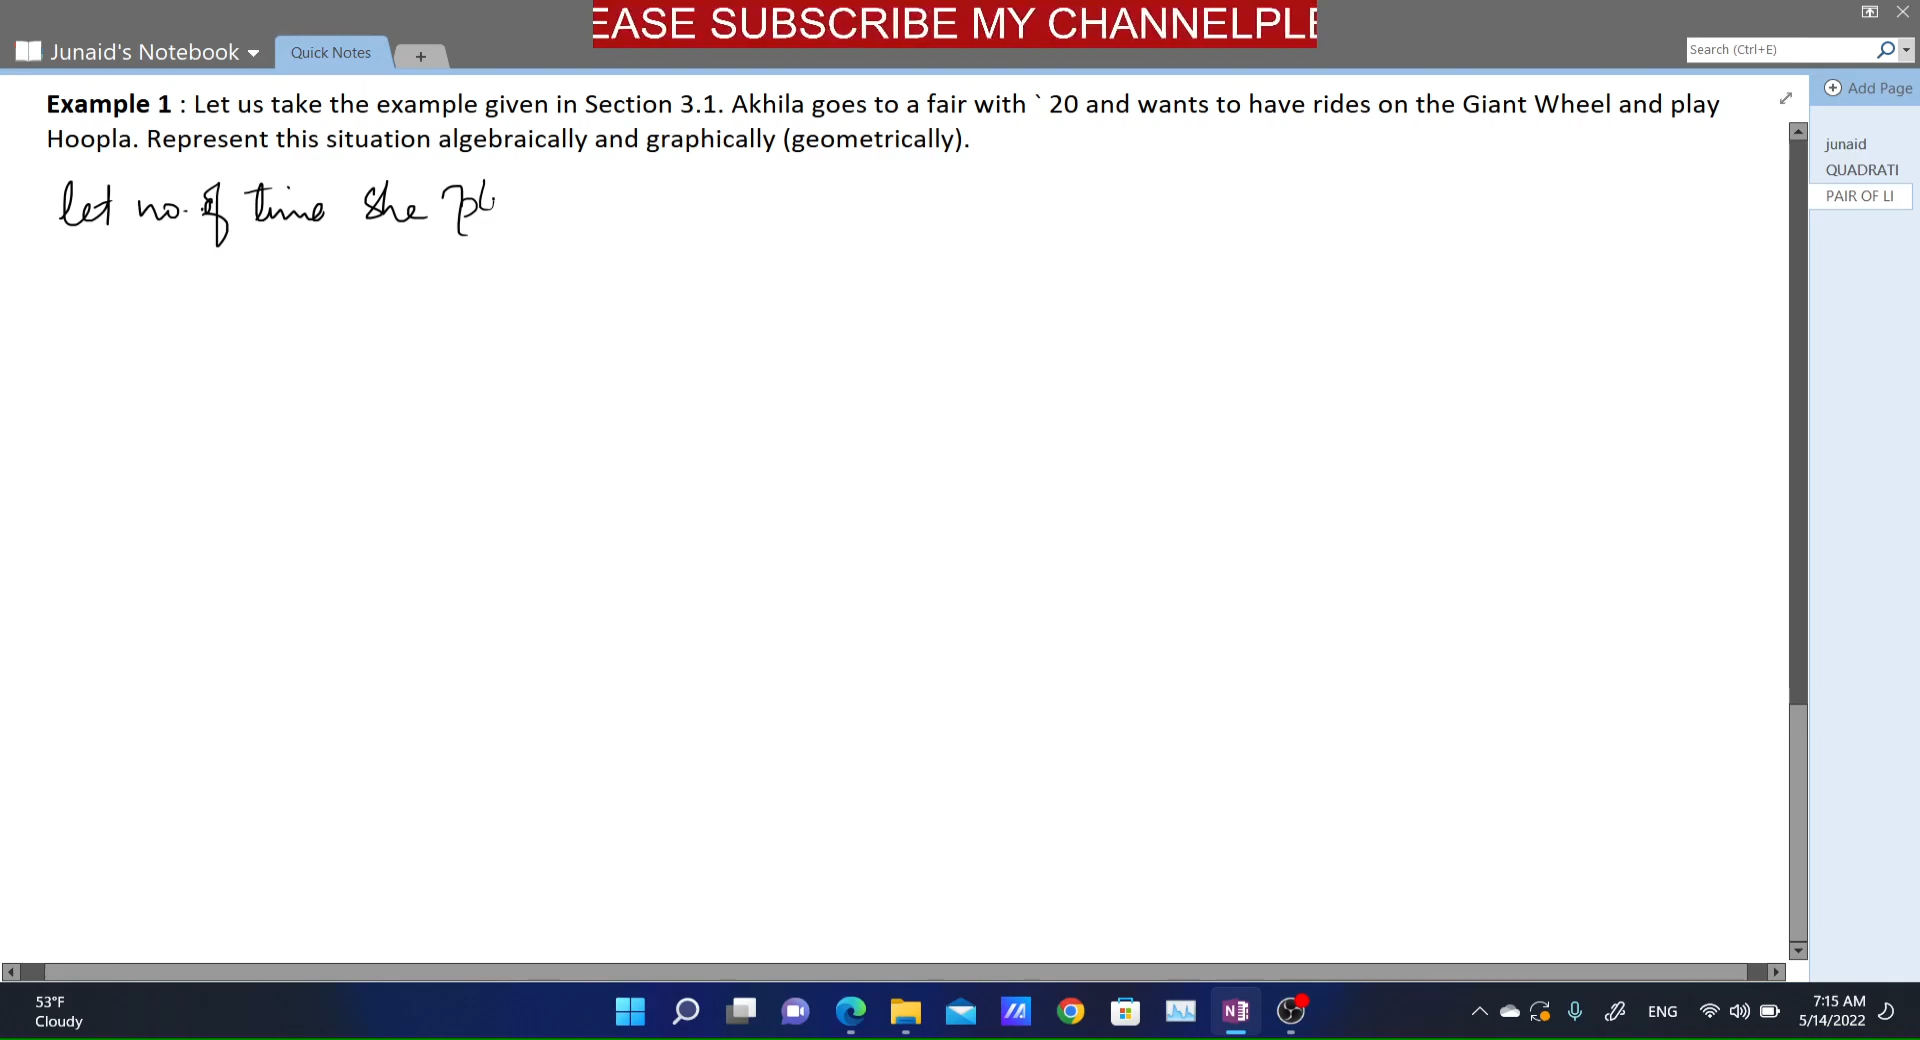 EASE SUBSCRIBE MY CHANNELPLE
Junaid's Notebook
Quick Notes
+
Search (Ctrl+E)
Add Page
Example 1 : Let us take the example given in Section 3.1. Akhila goes to a fair with ` 20 and wants to have rides on the Giant Wheel and play
Hoopla. Represent this situation algebraically and graphically (geometrically).
junaid
QUADRATI
PAIR OF LI
let no. of time she pl
53°F
Cloudy
ENG
7:15 AM
5/14/2022